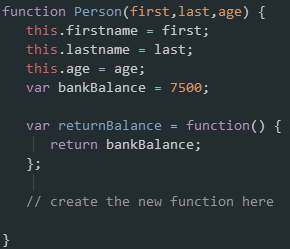 function Person(first,last,age) {
this.firstname = first;
this.lastname = last;
this.age = age;
var bankBalance = 7500;
var returnBalance = function() {
return bankBalance;
};
// create the new function here
}